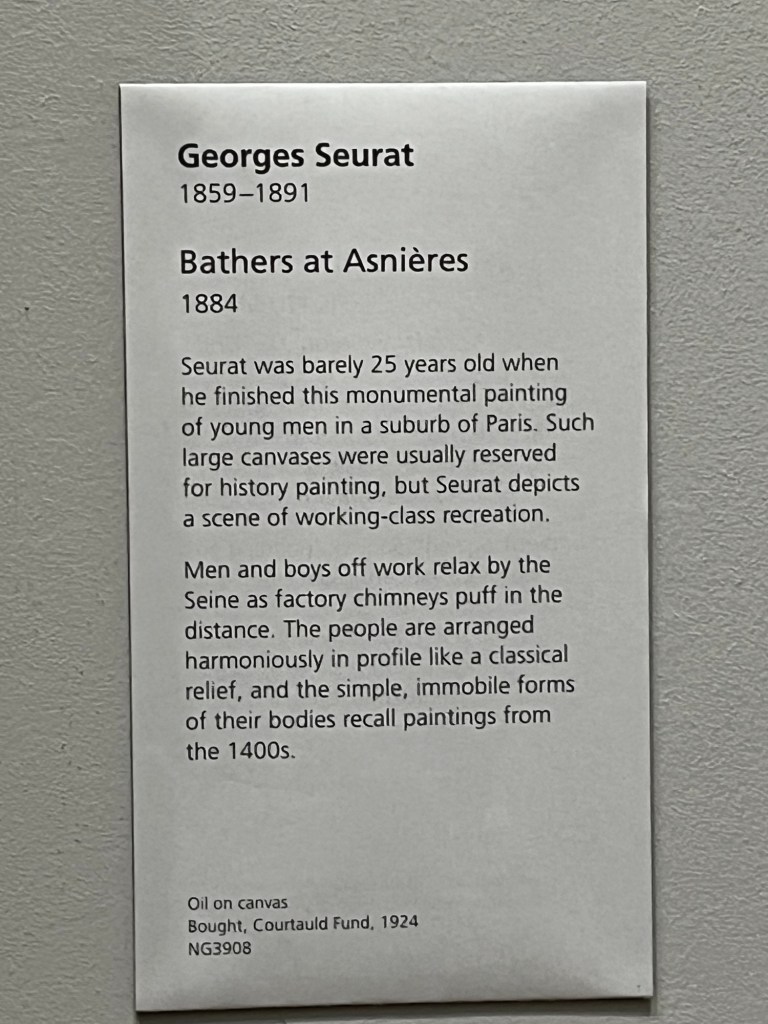 Georges Seurat
1859–1891
Bathers at Asnières
1884
Seurat was barely 25 years old when
he finished this monumental painting
of young men in a suburb of Paris. Such
large canvases were usually reserved
for history painting, but Seurat depicts
a scene of working-class recreation.
Men and boys off work relax by the
Seine as factory chimneys puff in the
distance. The people are arranged
harmoniously in profile like a classical
relief, and the simple, immobile forms
of their bodies recall paintings from
the 1400s.
Oil on canvas
Bought, Courtauld Fund, 1924
NG3908